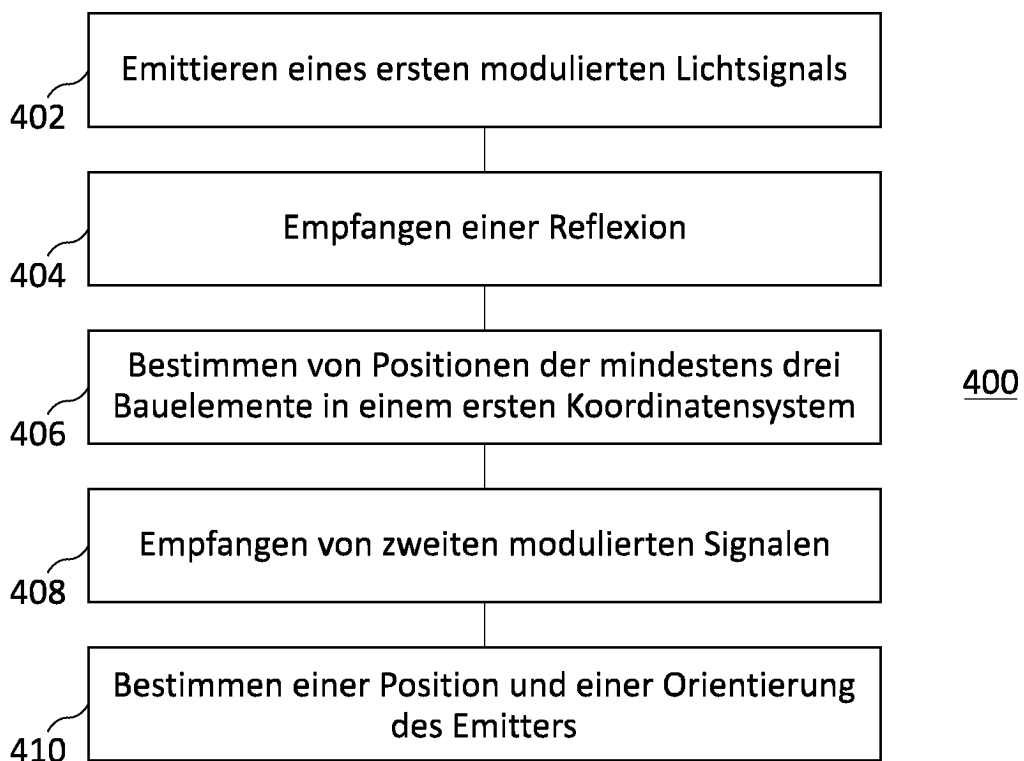 Emittieren eines ersten modulierten Lichtsignals
402
Empfangen einer Reflexion
404
Bestimmen von Positionen der mindestens drei
Bauelemente in einem ersten Koordinatensystem
406
400
Empfangen von zweiten modulierten Signalen
408
Bestimmen einer Position und einer Orientierung
des Emitters
410